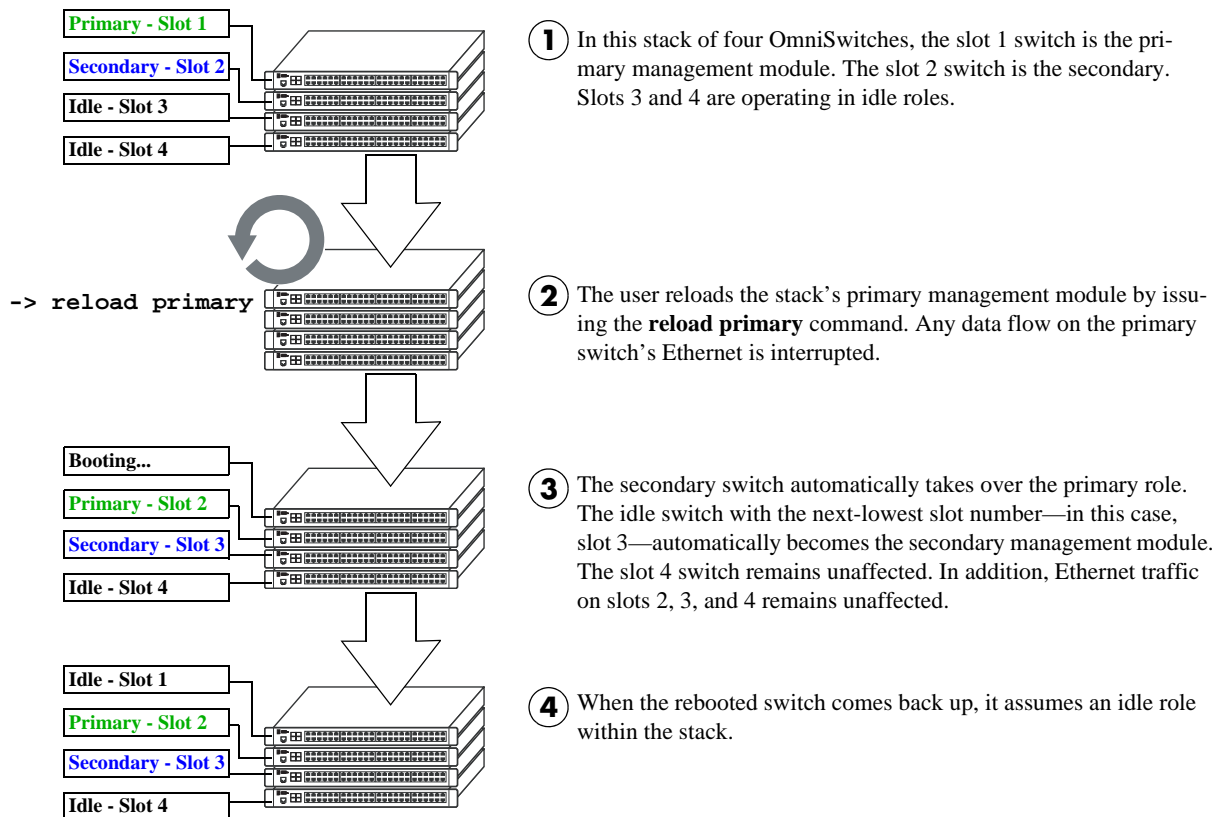 Primary - Slot 1
Secondary - Slot 2
Idle - Slot 3
Idle - Slot 4
1
In this stack of four OmniSwitches, the slot 1 switch is the pri-
mary management module. The slot 2 switch is the secondary.
Slots 3 and 4 are operating in idle roles.
-> reload primary
2
The user reloads the stack’s primary management module by issu-
ing the reload primary command. Any data flow on the primary
switch’s Ethernet is interrupted.
Booting...
Primary - Slot 2
Secondary - Slot 3
Idle - Slot 4
3
The secondary switch automatically takes over the primary role.
The idle switch with the next-lowest slot number—in this case,
slot 3—automatically becomes the secondary management module.
The slot 4 switch remains unaffected. In addition, Ethernet traffic
on slots 2, 3, and 4 remains unaffected.
Idle - Slot 1
Primary - Slot 2
Secondary - Slot 3
Idle - Slot 4
4
When the rebooted switch comes back up, it assumes an idle role
within the stack.